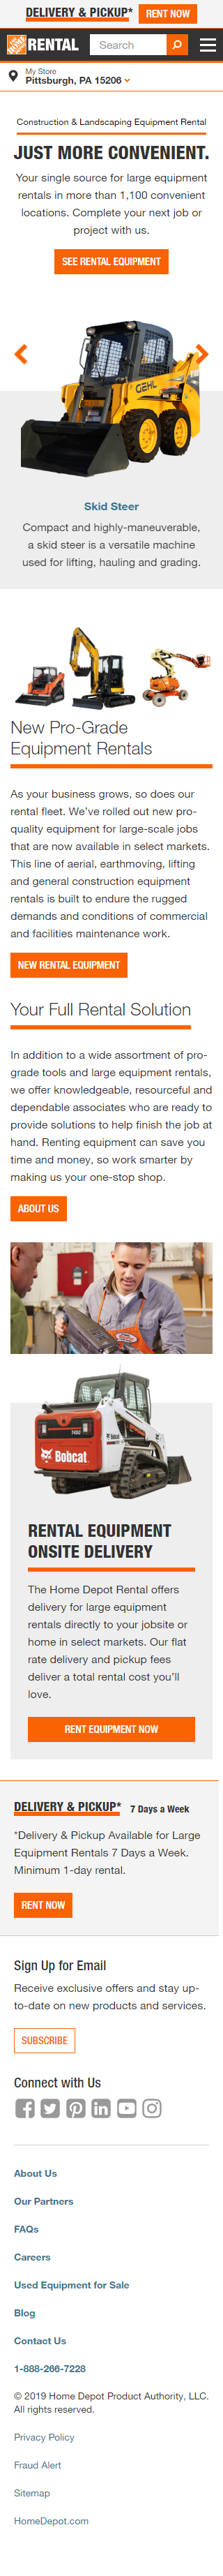 DELIVERY & PICKUP* RENT NOW
RENTAL Search
My Store
Pittsburgh, PA 15206
Construction & Landscaping Equipment Rental
JUST MORE CONVENIENT.
Your single source for large equipment
rentals in more than 1,100 convenient
locations. Complete your next job or
project with us.
SEE RENTAL EQUIPMENT
GEHL
Skid Steer
Compact and highly-maneuverable,
a skid steer is a versatile machine
used for lifting, hauling and grading.
New Pro-Grade
Equipment Rentals
As your business grows, so does our
rental fleet. We've rolled out new pro-
quality equipment for large-scale jobs
that are now available in select markets.
This line of aerial, earthmoving, lifting
and general construction equipment
rentals is built to endure the rugged
demands and conditions of commercial
and facilities maintenance work.
NEW RENTAL EQUIPMENT
Your Full Rental Solution
In addition to a wide assortment of pro-
grade tools and large equipment rentals,
we offer knowledgeable, resourceful and
dependable associates who are ready to
provide solutions to help finish the job at
hand. Renting equipment can save you
time and money, so work smarter by
making us your one-stop shop.
ABOUT US
Bobcat
RENTAL EQUIPMENT
ONSITE DELIVERY
The Home Depot Rental offers
delivery for large equipment
rentals directly to your jobsite or
home in select markets. Our flat
rate delivery and pickup fees
deliver a total cost you'll
love.
RENT EQUIPMENT NOW
DELIVERY & PICKUP* 7 Days a Week
*Delivery & Pickup Available for Large
Equipment Rentals 7 Days a Week.
Minimum 1-day rental.
RENT NOW
Sign Up for Email
Receive exclusive offers and stay up-
to-date on new products and services.
SUBSCRIBE
Connect with Us
About Us
Our Partners
FAQs
Careers
Used Equipment for Sale
Blog
Contact Us
1-888-266-7228
© 2019 Home Depot Product Authority, LLC.
All rights reserved.
Privacy Policy
Fraud Alert
Sitemap
HomeDepot.com